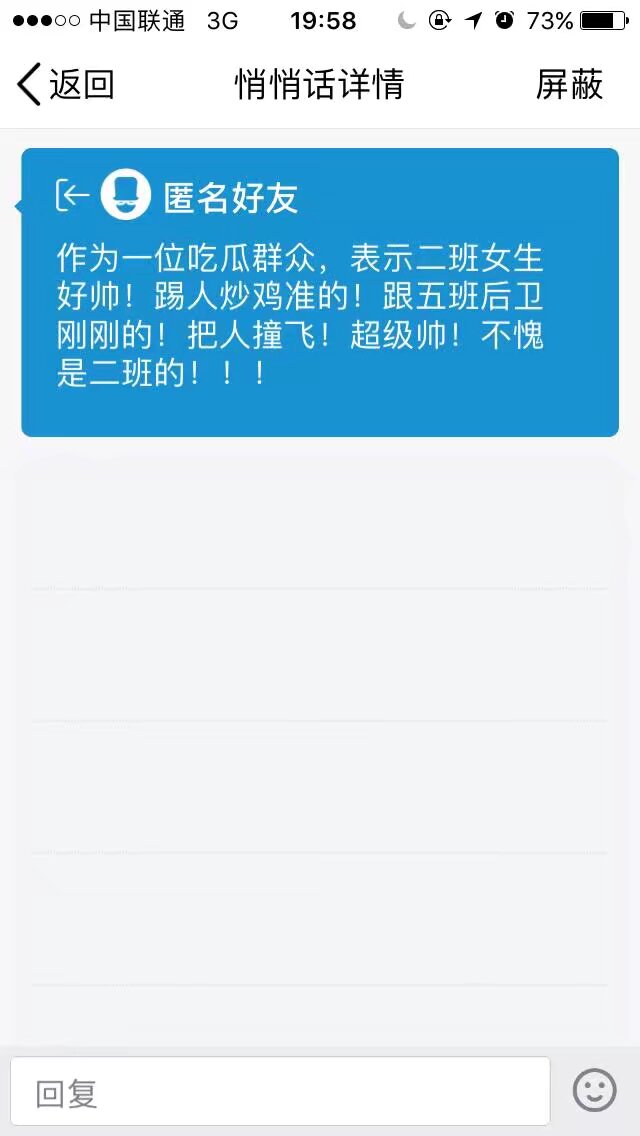 中国联通 3G 19:58 73%
返回 悄悄话详情 屏蔽
匿名好友
作为一位吃瓜群众，表示二班女生
好帅！踢人炒鸡准的！跟五班后卫
刚刚的！把人撞飞！超级帅！不愧
是二班的！！！
回复